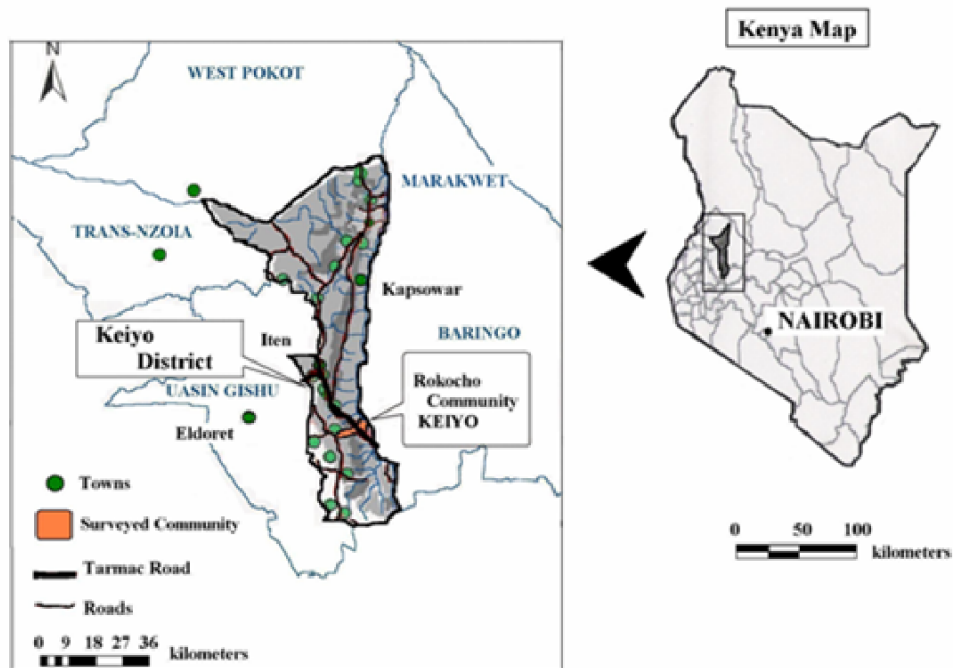 Kenya Map
N
WEST POKOT
MARAKWET
TRANS-NZOIA
Kapsowar
Keiyo
District
Iten
BARINGO
UASIN GISHU
Rokocho
Community
KEIYO
Eldoret
NAIROBI
Towns
Surveyed Community
Tarmac Road
Roads
0 9 18 27 36
kilometers
0 50 100
kilometers